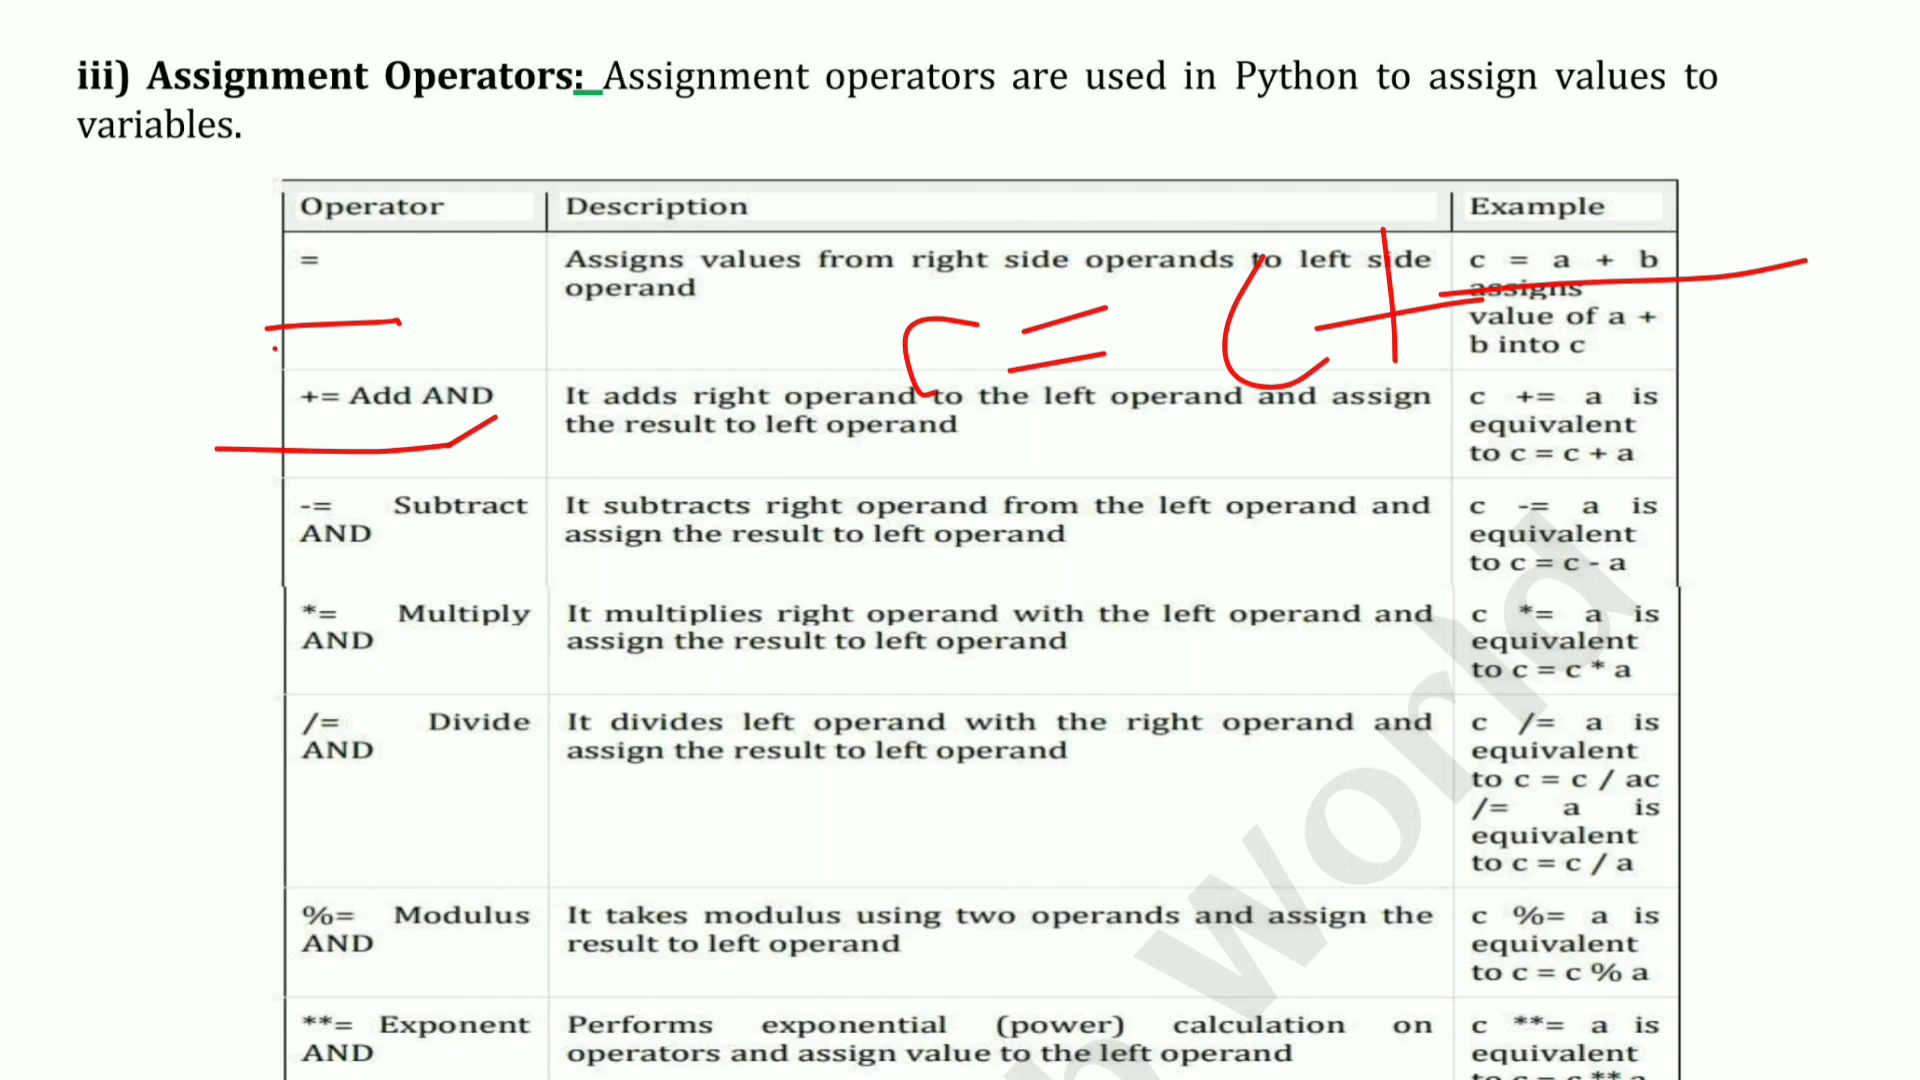 iii) Assignment Operators: Assignment operators are used in Python to assign values to
variables.
Operator Description Example
= Assigns values from right side operands to left side c = a + b
operand assigns
value of a +
b into c
c = c +
+= Add AND It adds right operand to the left operand and assign c += a is
the result to left operand equivalent
to c = c + a
-= Subtract It subtracts right operand from the left operand and c -= a is
AND assign the result to left operand equivalent
to c = c - a
*= Multiply It multiplies right operand with the left operand and c *= a is
AND assign the result to left operand equivalent
to c = c * a
/= Divide It divides left operand with the right operand and c /= a is
AND assign the result to left operand equivalent
to c = c / ac
/= a is
equivalent
to c = c / a
%= Modulus It takes modulus using two operands and assign the c %= a is
AND result to left operand equivalent
to c = c % a
**= Exponent Performs exponential (power) calculation on c **= a is
AND operators and assign value to the left operand equivalent
world